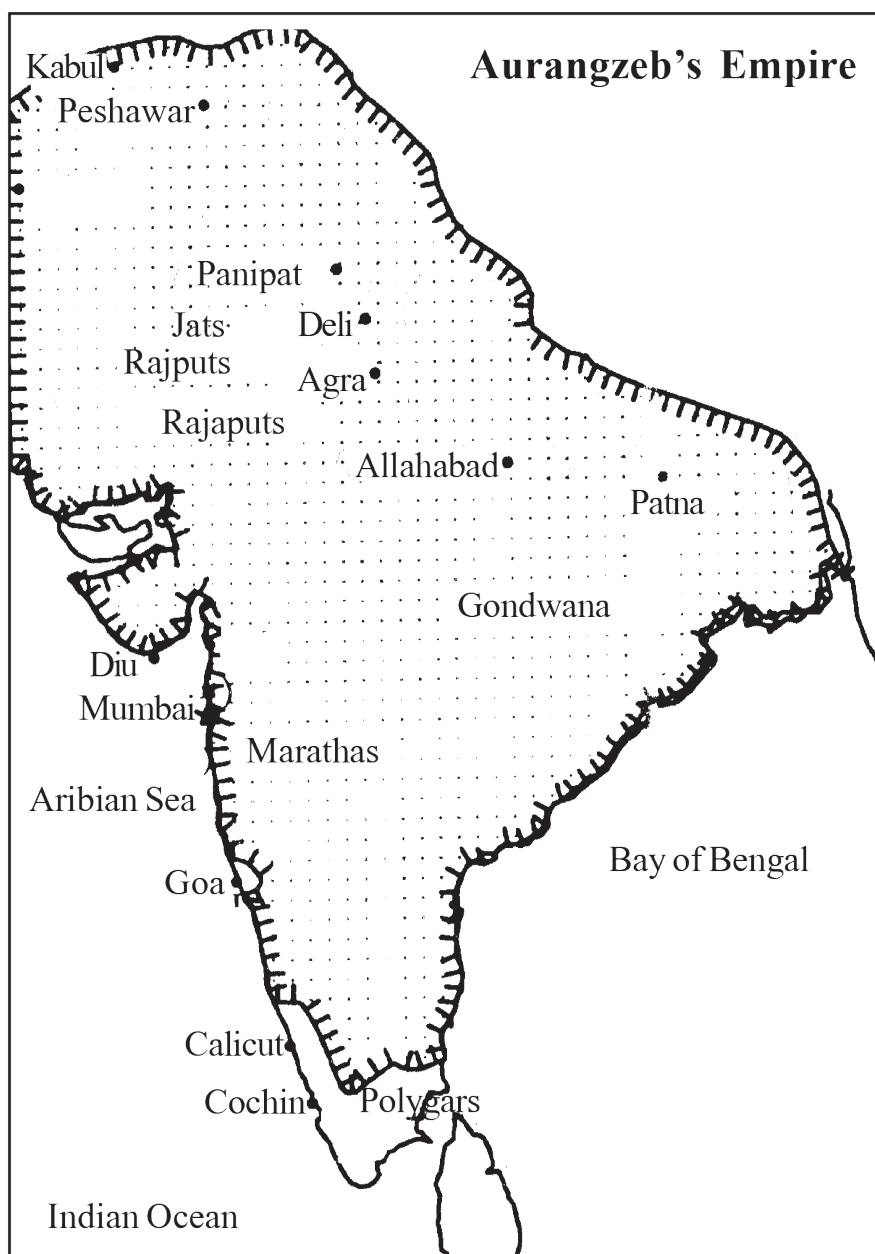 Aurangzeb's Empire
Kabul
Peshawar
Panipat
Jats
Deli
Rajputs
Agra
Rajaputs
Allahabad
Patna
Gondwana
Diu
Mumbai
Marathas
Aribian Sea
Bay of Bengal
Goa
Calicut
Cochin
Polygars
Indian Ocean